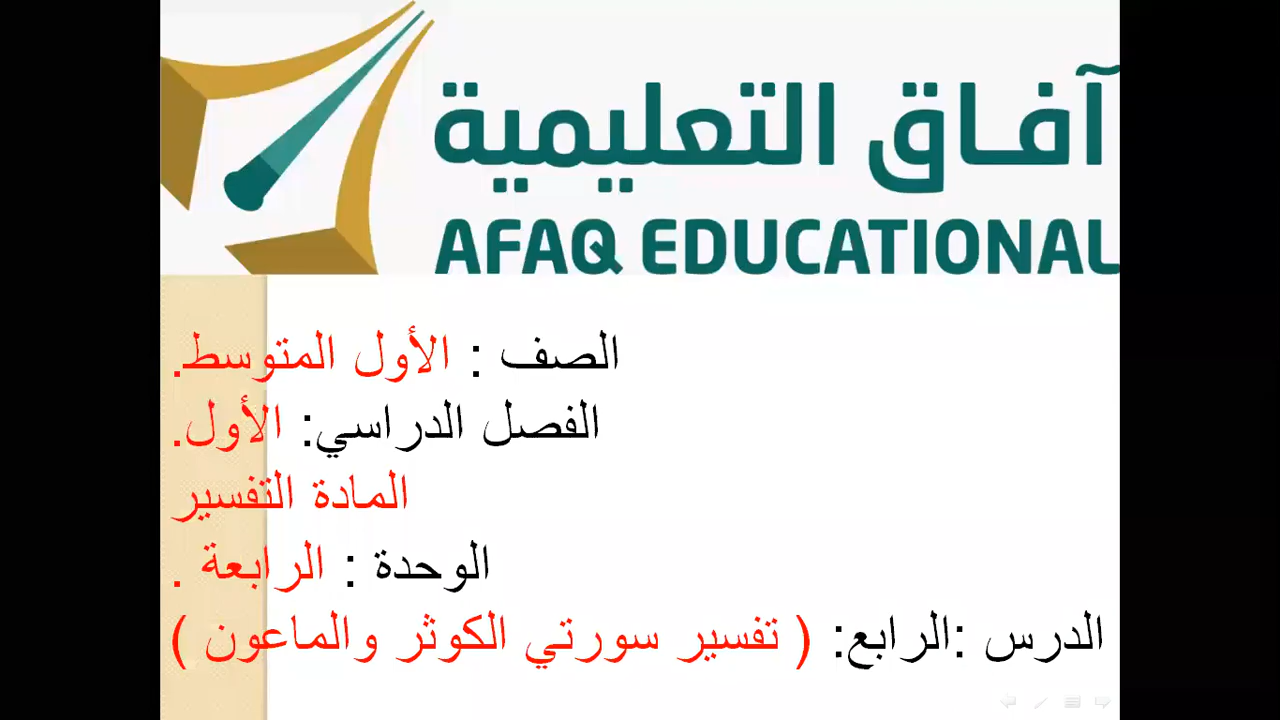 آفاق التعليمية
AFAQ EDUCATIONAL
الصف : الأول المتوسط.
الفصل الدراسي: الأول.
المادة التفسير
الوحدة : الرابعة .
الدرس :الرابع: ( تفسير سورتي الكوثر والماعون )